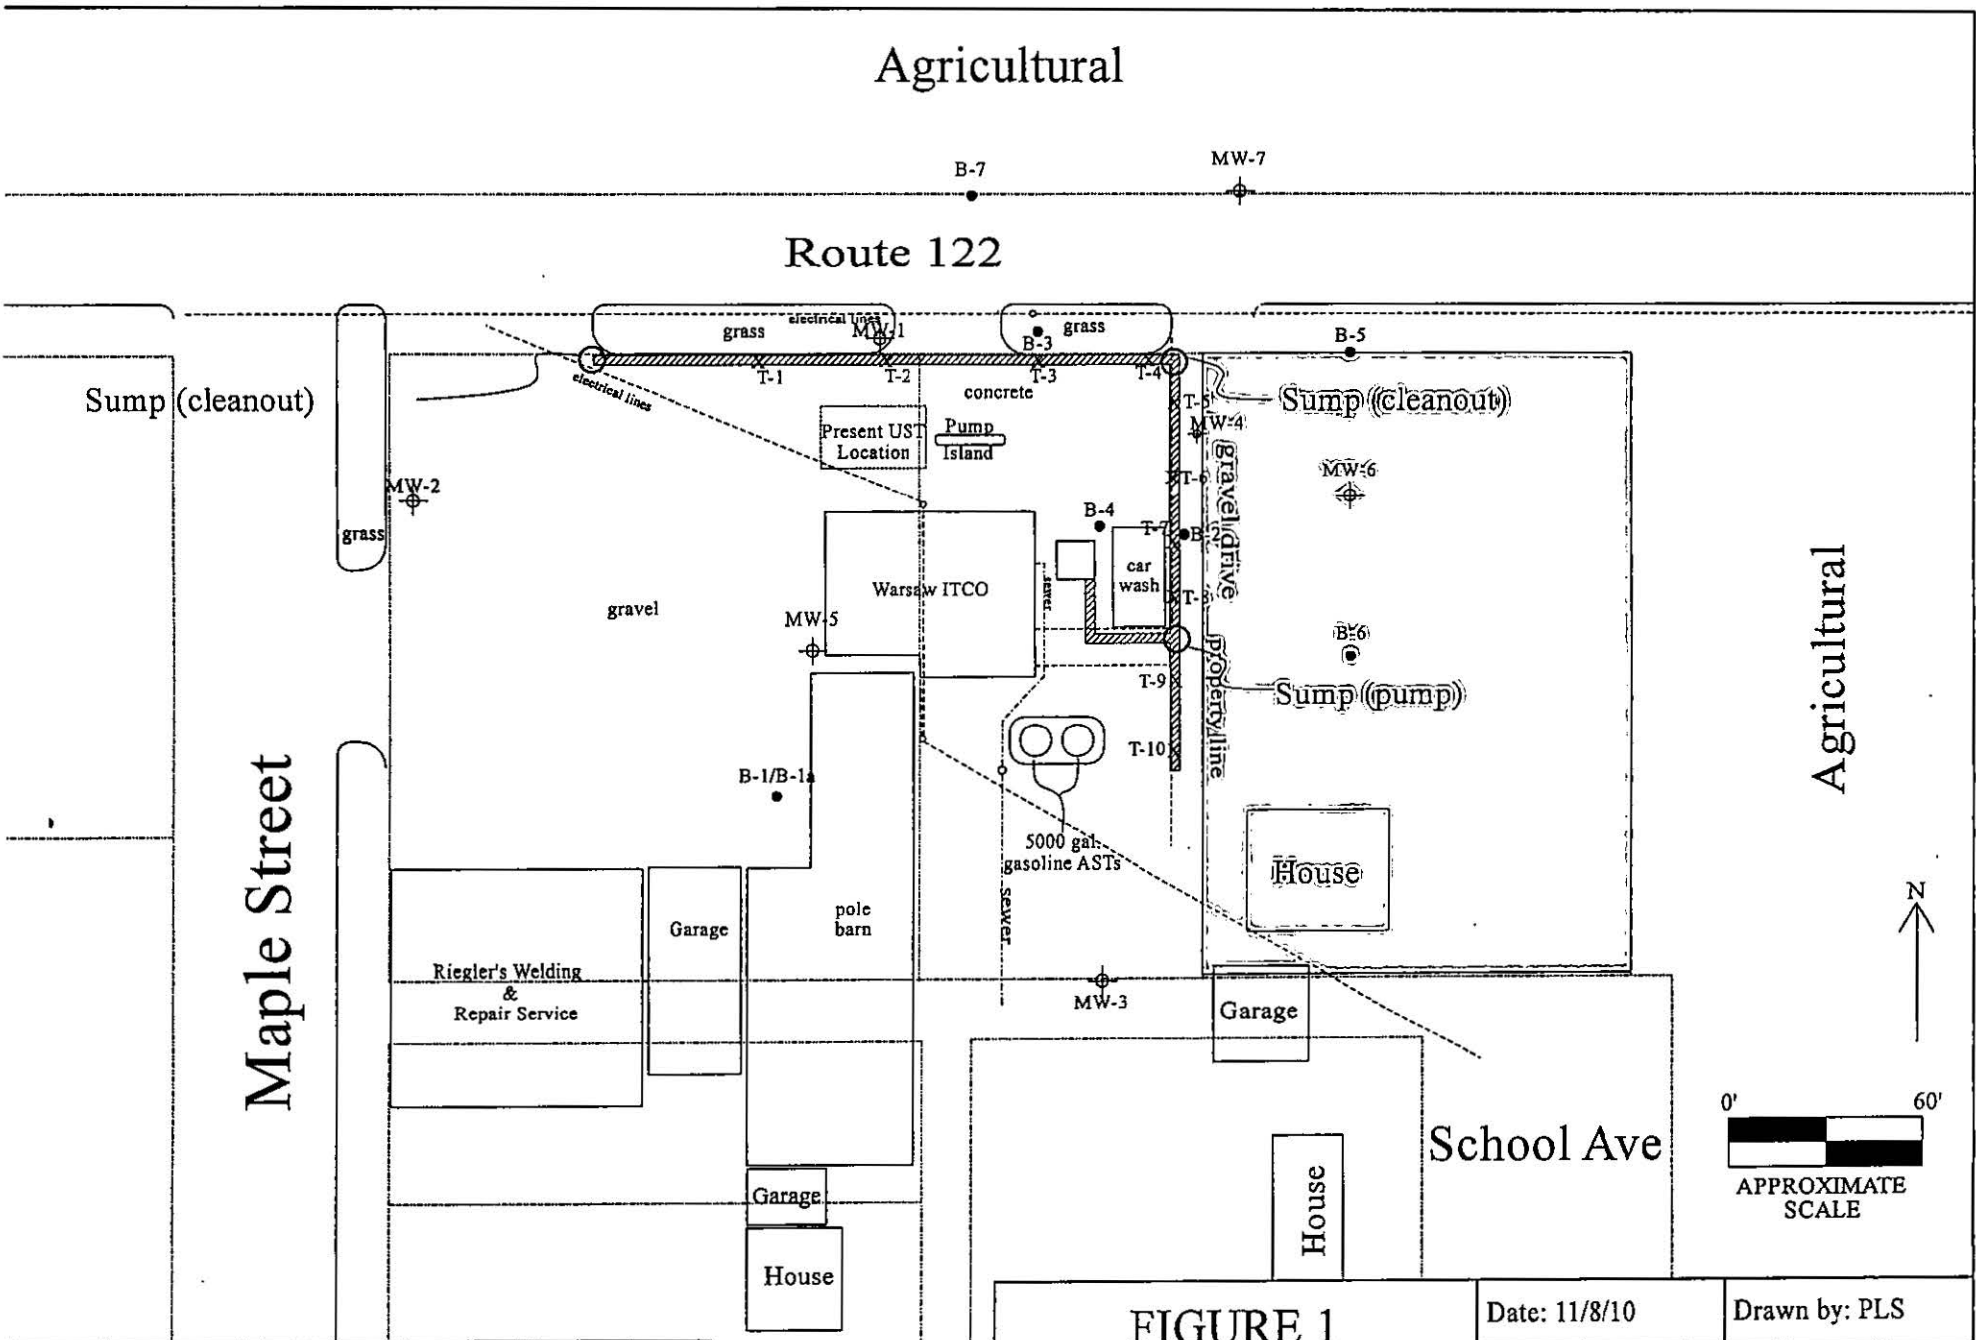 Agricultural
B-7
MW-7
Route 122
grass
electrical lines
MW-1
B-3
grass
B-5
Sump (cleanout)
electrical lines
T-1
T-2
T-3
T-4
concrete
T-5
Sump (cleanout)
MW-4
Present UST
Location
Pump
Island
MW-2
T-6
MW-6
grass
B-4
T-7
B-2
gravel drive
car
wash
Warsaw ITCO
sewer
T-8
gravel
MW-5
B-6
property line
T-9
Sump (pump)
T-10
Agricultural
B-1/B-1a
5000 gal.
gasoline ASTs
Maple Street
House
N
sewer
pole
barn
Garage
Riegler's Welding
&
Repair Service
MW-3
Garage
0'
60'
School Ave
APPROXIMATE
SCALE
House
Garage
House
FIGURE 1
Date: 11/8/10
Drawn by: PLS